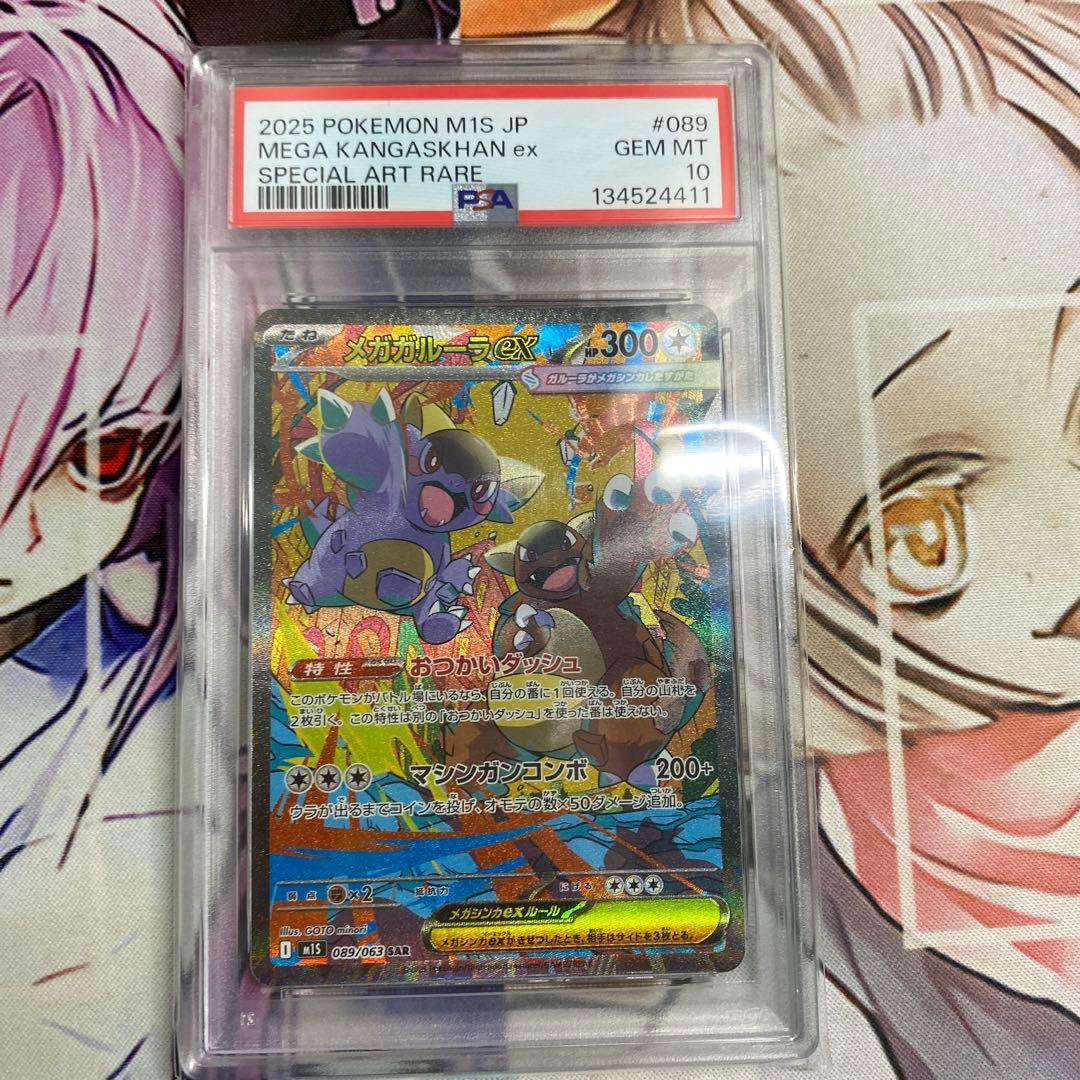 2025 POKEMON M1S JP #089
MEGA KANGASKHAN ex GEM MT
SPECIAL ART RARE 10
PSA 134524411
たね メガガルーラex HP 300
ガルーラがメガシンカしたすがた
特性 おつかいダッシュ
このポケモンがバトル場にいるなら、自分の番に1回使える。自分の山札を
2枚引く。この特性は別の「おつかいダッシュ」を使った番は使えない。
マシンガンコンボ 200+
ウラが出るまでコインを投げ、オモテの数×50ダメージ追加。
弱点 ×2 抵抗力 にげる
メガシンカexルール
メガシンカexがきぜつしたとき、相手はサイドを3枚とる。
Illus. GOTO minori
I M1S 089/063 SAR